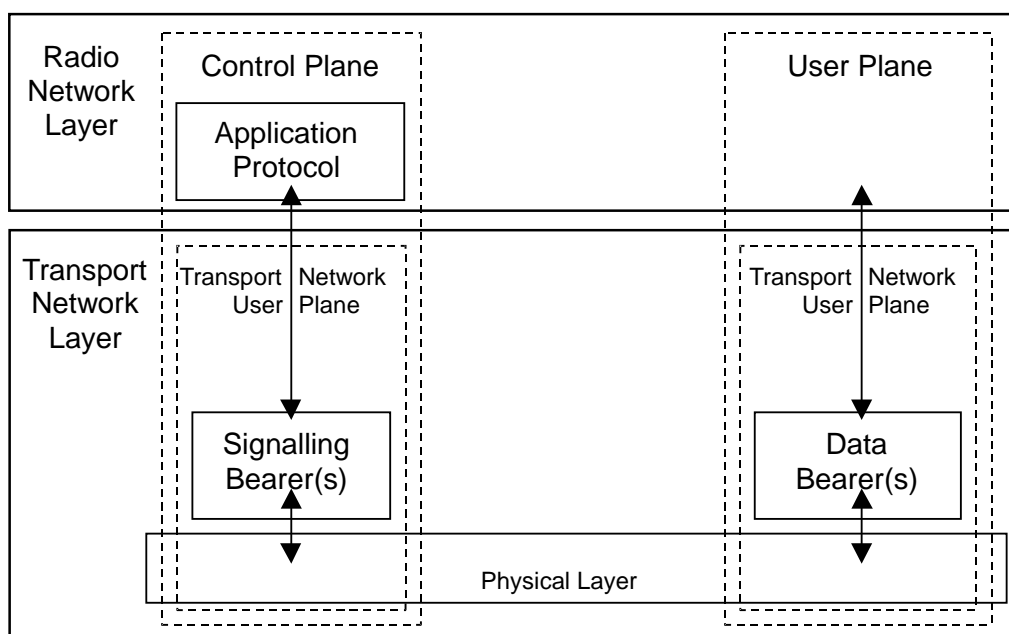 Radio
Network
Layer
Control Plane
User Plane
Application
Protocol
Transport
Network
Layer
Transport Network
User Plane
Transport Network
User Plane
Signalling
Bearer(s)
Data
Bearer(s)
Physical Layer